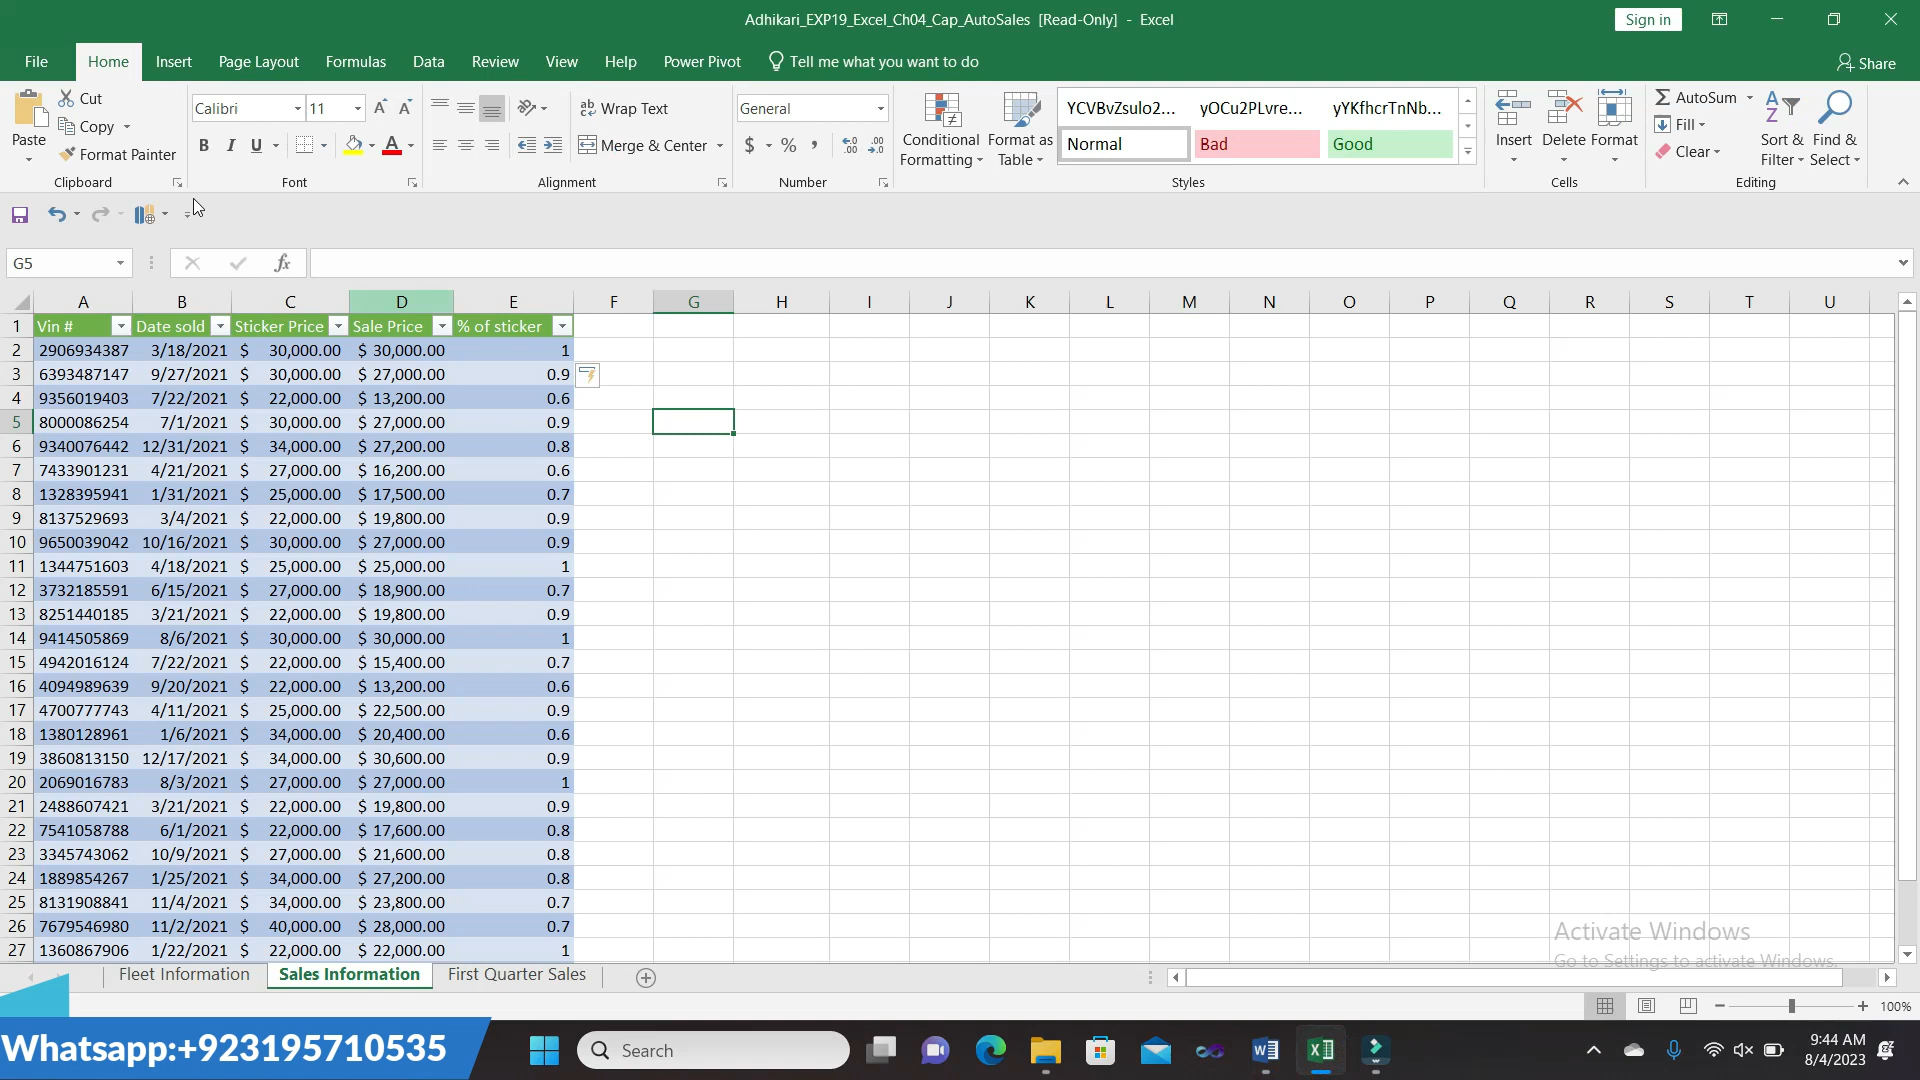 Adhikari_EXP19_Excel_Ch04_Cap_AutoSales [Read-Only] - Excel
Sign in
File Home Insert Page Layout Formulas Data Review View Help Power Pivot Tell me what you want to do Share
Cut
Copy
Format Painter
Paste
Clipboard
Calibri 11
B I U
Font
Wrap Text
Merge & Center
Alignment
General
$ % ,
Number
Conditional Formatting
Format as Table
YCVBvZsulo2... yOCu2PLvre... yYKfhcrTnNb...
Normal Bad Good
Styles
Insert Delete Format
Cells
AutoSum
Fill
Clear
Sort & Filter
Find & Select
Editing
G5
fx
A B C D E F G H I J K L M N O P Q R S T U
1 Vin # Date sold Sticker Price Sale Price % of sticker
2 2906934387 3/18/2021 $ 30,000.00 $ 30,000.00 1
3 6393487147 9/27/2021 $ 30,000.00 $ 27,000.00 0.9
4 9356019403 7/22/2021 $ 22,000.00 $ 13,200.00 0.6
5 8000086254 7/1/2021 $ 30,000.00 $ 27,000.00 0.9
6 9340076442 12/31/2021 $ 34,000.00 $ 27,200.00 0.8
7 7433901231 4/21/2021 $ 27,000.00 $ 16,200.00 0.6
8 1328395941 1/31/2021 $ 25,000.00 $ 17,500.00 0.7
9 8137529693 3/4/2021 $ 22,000.00 $ 19,800.00 0.9
10 9650039042 10/16/2021 $ 30,000.00 $ 27,000.00 0.9
11 1344751603 4/18/2021 $ 25,000.00 $ 25,000.00 1
12 3732185591 6/15/2021 $ 27,000.00 $ 18,900.00 0.7
13 8251440185 3/21/2021 $ 22,000.00 $ 19,800.00 0.9
14 9414505869 8/6/2021 $ 30,000.00 $ 30,000.00 1
15 4942016124 7/22/2021 $ 22,000.00 $ 15,400.00 0.7
16 4094989639 9/20/2021 $ 22,000.00 $ 13,200.00 0.6
17 4700777743 4/11/2021 $ 25,000.00 $ 22,500.00 0.9
18 1380128961 1/6/2021 $ 34,000.00 $ 20,400.00 0.6
19 3860813150 12/17/2021 $ 34,000.00 $ 30,600.00 0.9
20 2069016783 8/3/2021 $ 27,000.00 $ 27,000.00 1
21 2488607421 3/21/2021 $ 22,000.00 $ 19,800.00 0.9
22 7541058788 6/1/2021 $ 22,000.00 $ 17,600.00 0.8
23 3345743062 10/9/2021 $ 27,000.00 $ 21,600.00 0.8
24 1889854267 1/25/2021 $ 34,000.00 $ 27,200.00 0.8
25 8131908841 11/4/2021 $ 34,000.00 $ 23,800.00 0.7
26 7679546980 11/2/2021 $ 40,000.00 $ 28,000.00 0.7
27 1360867906 1/22/2021 $ 22,000.00 $ 22,000.00 1
Activate Windows
Go to Settings to activate Windows.
Fleet Information Sales Information First Quarter Sales
100%
Whatsapp:+923195710535
Search
9:44 AM
8/4/2023